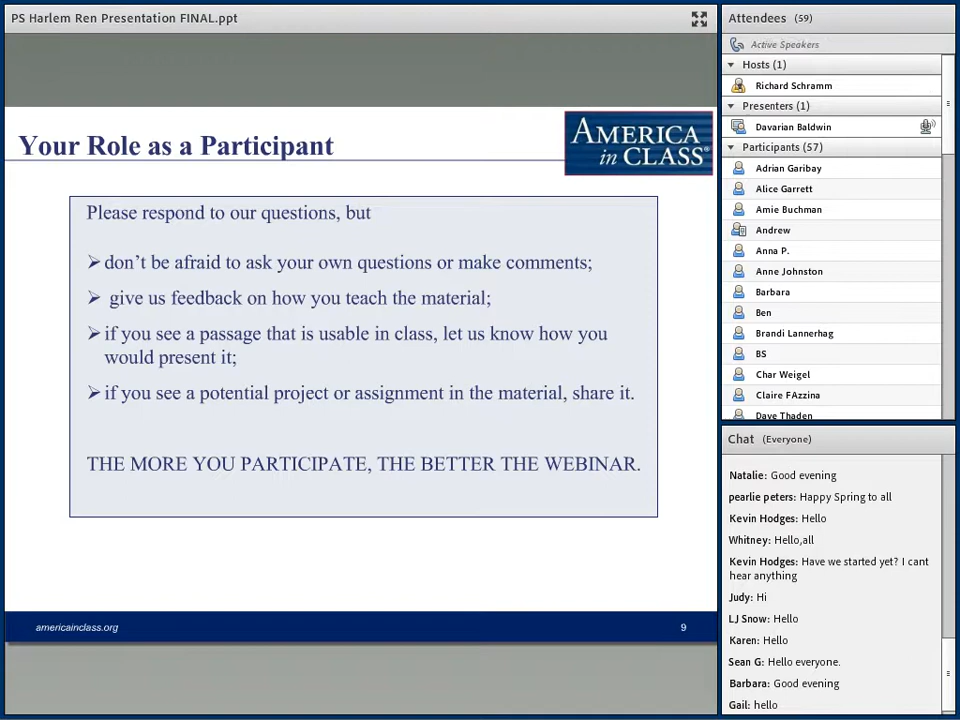 PS Harlem Ren Presentation FINAL.ppt
Your Role as a Participant
AMERICA
in CLASS®
Please respond to our questions, but
➢ don't be afraid to ask your own questions or make comments;
➢ give us feedback on how you teach the material;
➢ if you see a passage that is usable in class, let us know how you
would present it;
➢ if you see a potential project or assignment in the material, share it.
THE MORE YOU PARTICIPATE, THE BETTER THE WEBINAR.
americainclass.org
9
Attendees (59)
Active Speakers
Hosts (1)
Richard Schramm
Presenters (1)
Davarian Baldwin
Participants (57)
Adrian Garibay
Alice Garrett
Amie Buchman
Andrew
Anna P.
Anne Johnston
Barbara
Ben
Brandi Lannerhag
BS
Char Weigel
Claire FAzzina
Dave Thaden
Chat (Everyone)
Natalie: Good evening
pearlie peters: Happy Spring to all
Kevin Hodges: Hello
Whitney: Hello,all
Kevin Hodges: Have we started yet? I cant
hear anything
Judy: Hi
LJ Snow: Hello
Karen: Hello
Sean G: Hello everyone.
Barbara: Good evening
Gail: hello